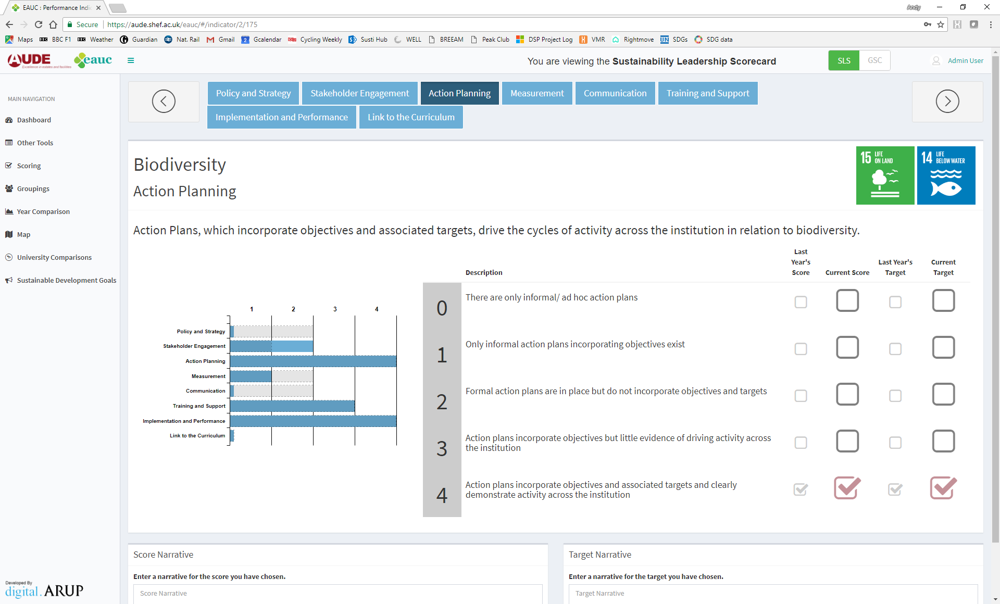 EAUC : Performance Indi
Andy
Secure
https://aude.shef.ac.uk/eauc/#/indicator/2/175
Maps
BBC F1
Weather
Guardian
Nat. Rail
Gmail
Gcalendar
Cycling Weekly
Susti Hub
WELL
BREEAM
Peak Club
DSP Project Log
VMR
Rightmove
SDGs
SDG data
AUDE
Excellence in estates and facilities
eauc
You are viewing the Sustainability Leadership Scorecard
SLS
GSC
Admin User
MAIN NAVIGATION
Dashboard
Other Tools
Scoring
Groupings
Year Comparison
Map
University Comparisons
Sustainable Development Goals
Developed By
digital. ARUP
Policy and Strategy
Stakeholder Engagement
Action Planning
Measurement
Communication
Training and Support
Implementation and Performance
Link to the Curriculum
Biodiversity
Action Planning
15 LIFE
ON LAND
14 LIFE
BELOW WATER
Action Plans, which incorporate objectives and associated targets, drive the cycles of activity across the institution in relation to biodiversity.
1 2 3 4
Policy and Strategy
Stakeholder Engagement
Action Planning
Measurement
Communication
Training and Support
Implementation and Performance
Link to the Curriculum
Description
Last
Year's
Score
Current Score
Last Year's
Target
Current
Target
0
There are only informal/ ad hoc action plans
1
Only informal action plans incorporating objectives exist
2
Formal action plans are in place but do not incorporate objectives and targets
3
Action plans incorporate objectives but little evidence of driving activity across
the institution
4
Action plans incorporate objectives and associated targets and clearly
demonstrate activity across the institution
Score Narrative
Enter a narrative for the score you have chosen.
Score Narrative
Target Narrative
Enter a narrative for the target you have chosen.
Target Narrative